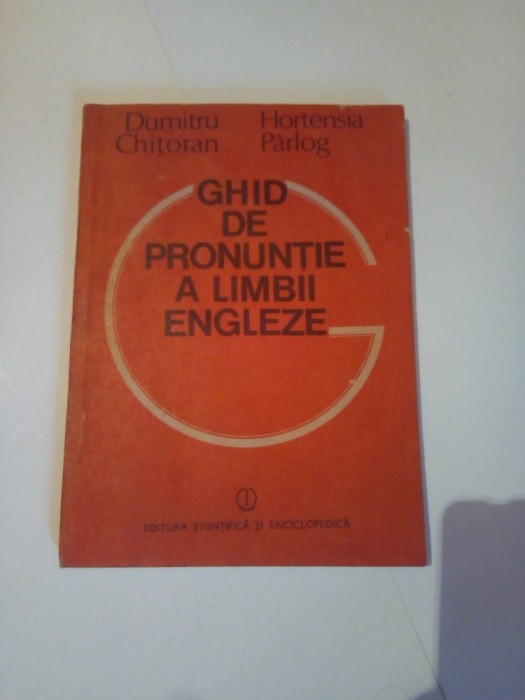 Dumitru Hortensia
Chițoran Pârlog
GHID
DE
PRONUNȚIE
A LIMBII
ENGLEZE
EDITURA ȘTIINȚIFICĂ ȘI ENCICLOPEDICĂ